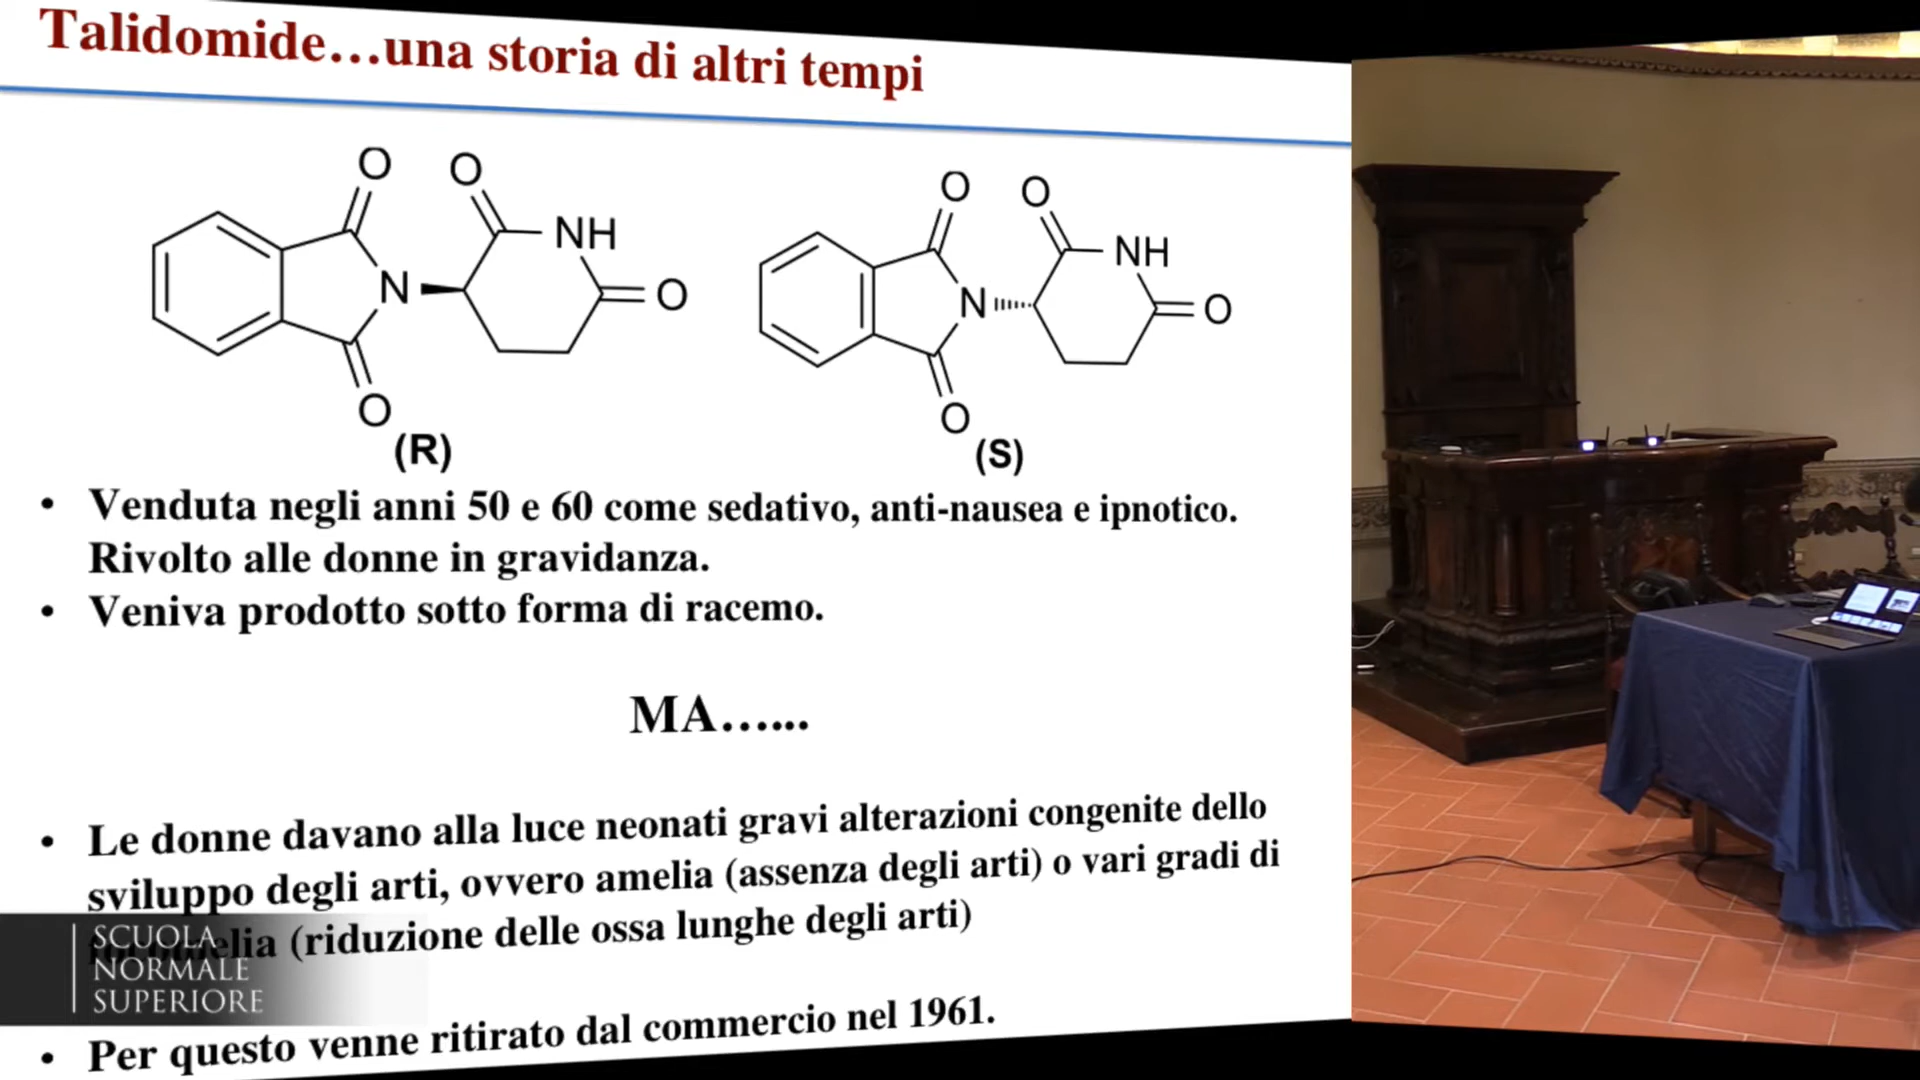 Talidomide...una storia di altri tempi
O O NH N O O
(R)
O O NH N O O
(S)
• Venduta negli anni 50 e 60 come sedativo, anti-nausea e ipnotico.
Rivolto alle donne in gravidanza.
• Veniva prodotto sotto forma di racemo.
MA…...
• Le donne davano alla luce neonati gravi alterazioni congenite dello
sviluppo degli arti, ovvero amelia (assenza degli arti) o vari gradi di
(riduzione delle ossa lunghe degli arti)
SCUOLA
NORMALE
SUPERIORE
• Per questo venne ritirato dal commercio nel 1961.